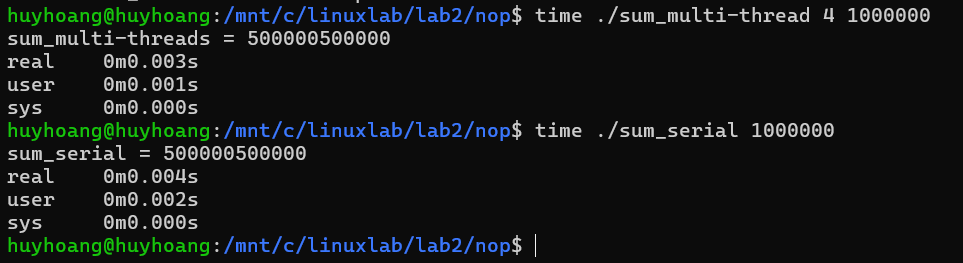 huyhoang@huyhoang:/mnt/c/linuxlab/lab2/nop$ time ./sum_multi-thread 4 1000000
sum_multi-threads = 500000500000
real    0m0.003s
user    0m0.001s
sys     0m0.000s
huyhoang@huyhoang:/mnt/c/linuxlab/lab2/nop$ time ./sum_serial 1000000
sum_serial = 500000500000
real    0m0.004s
user    0m0.002s
sys     0m0.000s
huyhoang@huyhoang:/mnt/c/linuxlab/lab2/nop$